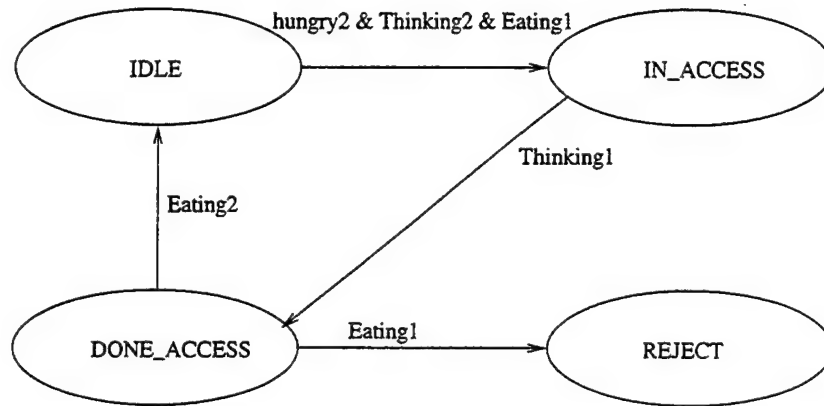 hungry2 & Thinking2 & Eating1
IDLE
IN_ACCESS
Thinking1
Eating2
Eating1
DONE_ACCESS
REJECT